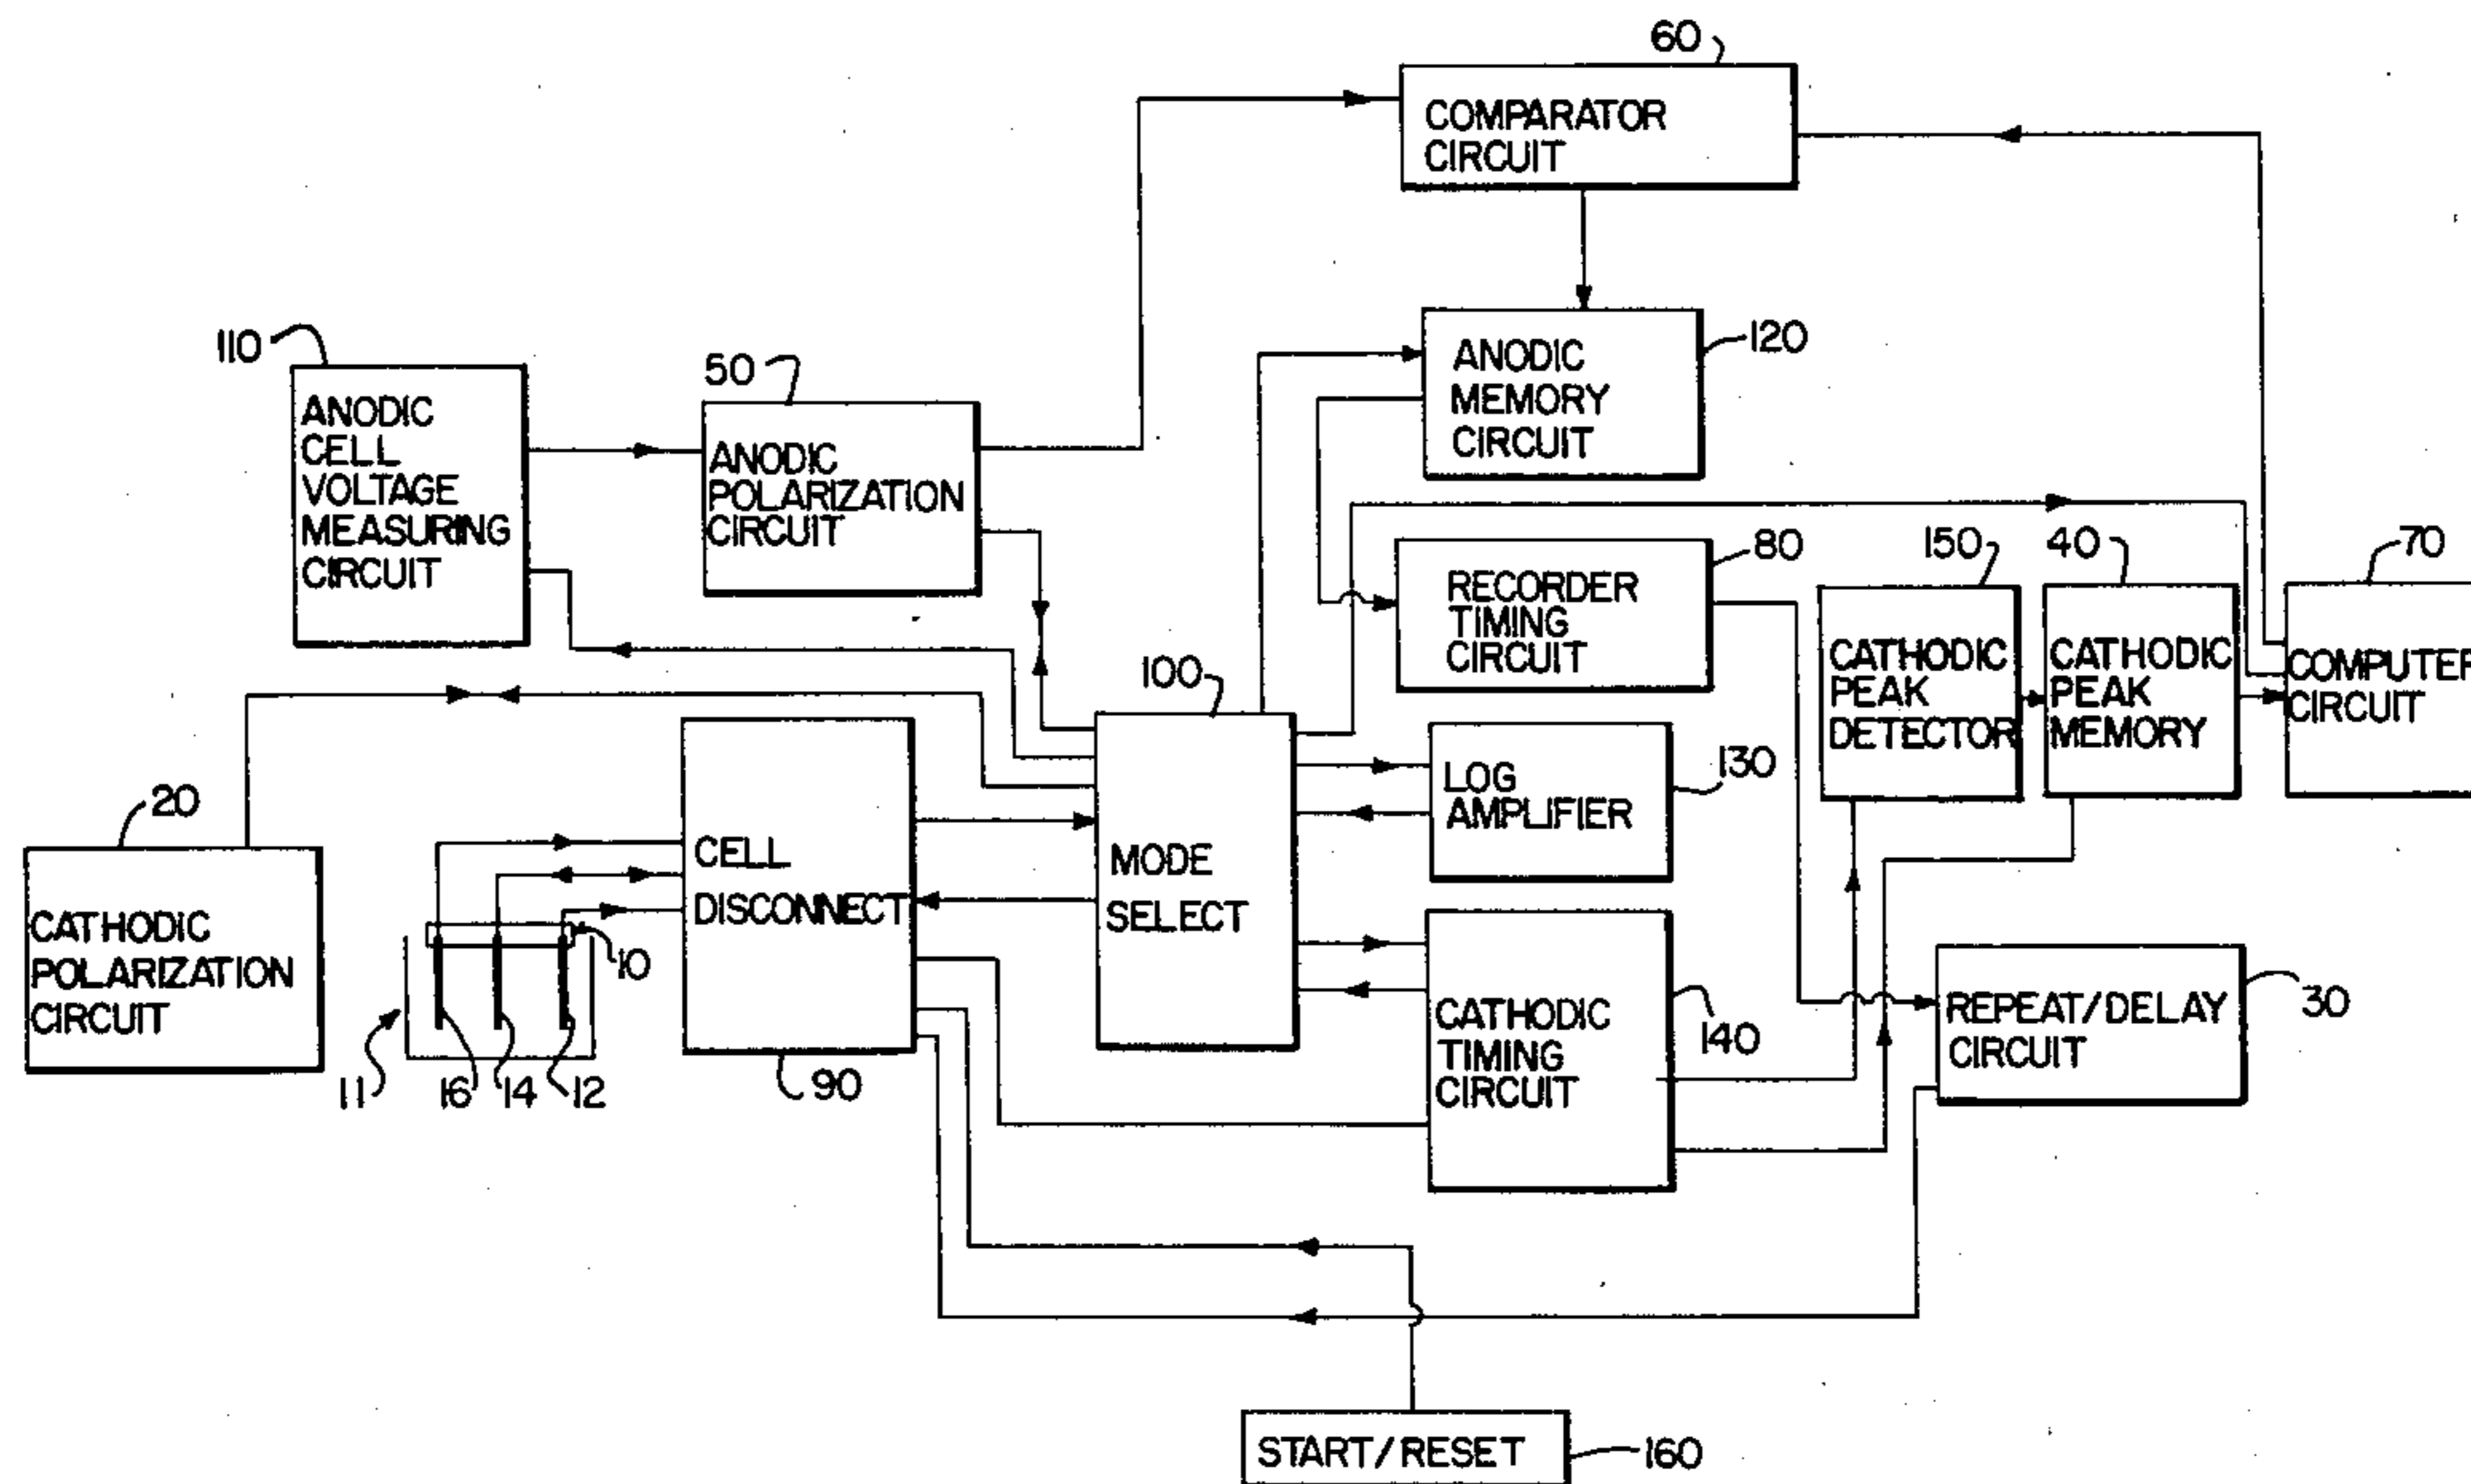 60
COMPARATOR
CIRCUIT
110
ANODIC
CELL
VOLTAGE
MEASURING
CIRCUIT
50
ANODIC
POLARIZATION
CIRCUIT
120
ANODIC
MEMORY
CIRCUIT
80
RECORDER
TIMING
CIRCUIT
150
CATHODIC
PEAK
DETECTOR
40
CATHODIC
PEAK
MEMORY
70
COMPUTER
CIRCUIT
20
CATHODIC
POLARIZATION
CIRCUIT
10
11
16
14
12
CELL
DISCONNECT
90
100
MODE
SELECT
130
LOG
AMPLIFIER
140
CATHODIC
TIMING
CIRCUIT
30
REPEAT/DELAY
CIRCUIT
START/RESET
160